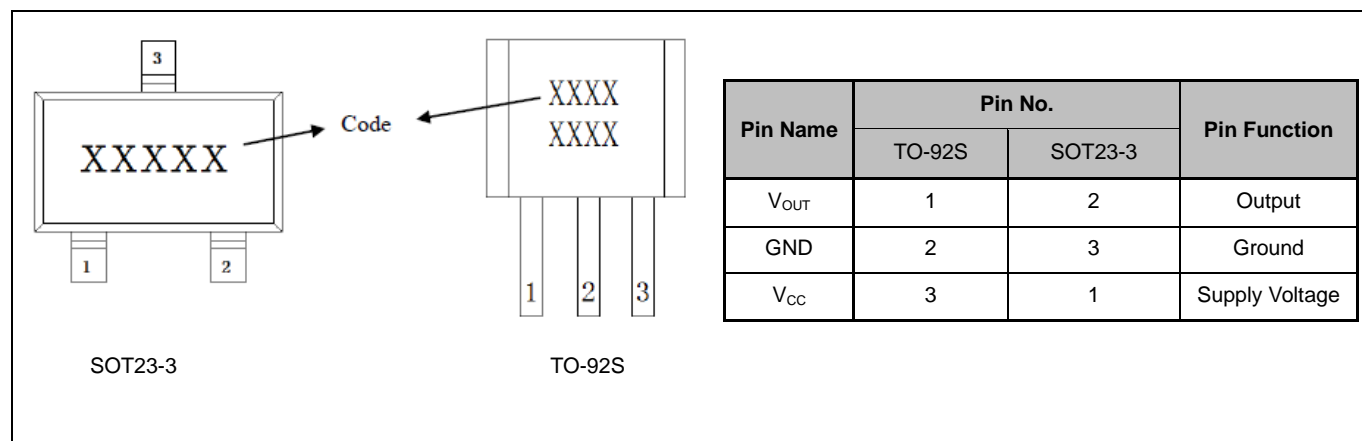 3
XXXXX
1
2
SOT23-3
Code
XXXX
XXXX
1 2 3
TO-92S
Pin Name Pin No. Pin Function
TO-92S SOT23-3
VOUT 1 2 Output
GND 2 3 Ground
VCC 3 1 Supply Voltage